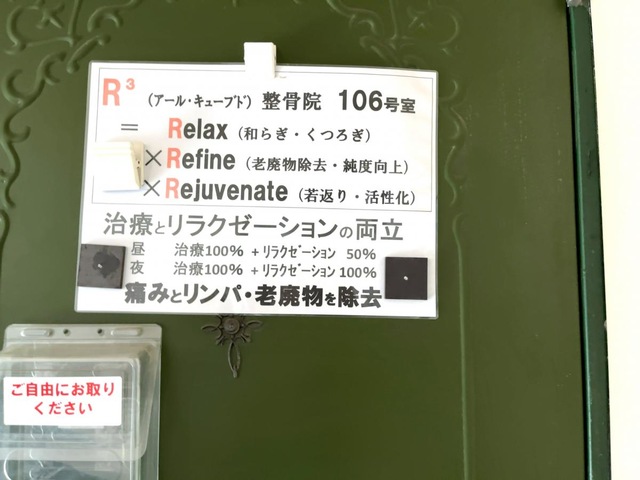 R³ （アール・キューブド） 整骨院 106号室
＝ Relax（和らぎ・くつろぎ）
×Refine（老廃物除去・純度向上）
×Rejuvenate（若返り・活性化）
治療とリラクゼーションの両立
昼 治療100％＋リラクゼーション 50％
夜 治療100％＋リラクゼーション 100％
痛みとリンパ・老廃物を除去
ご自由にお取り
ください